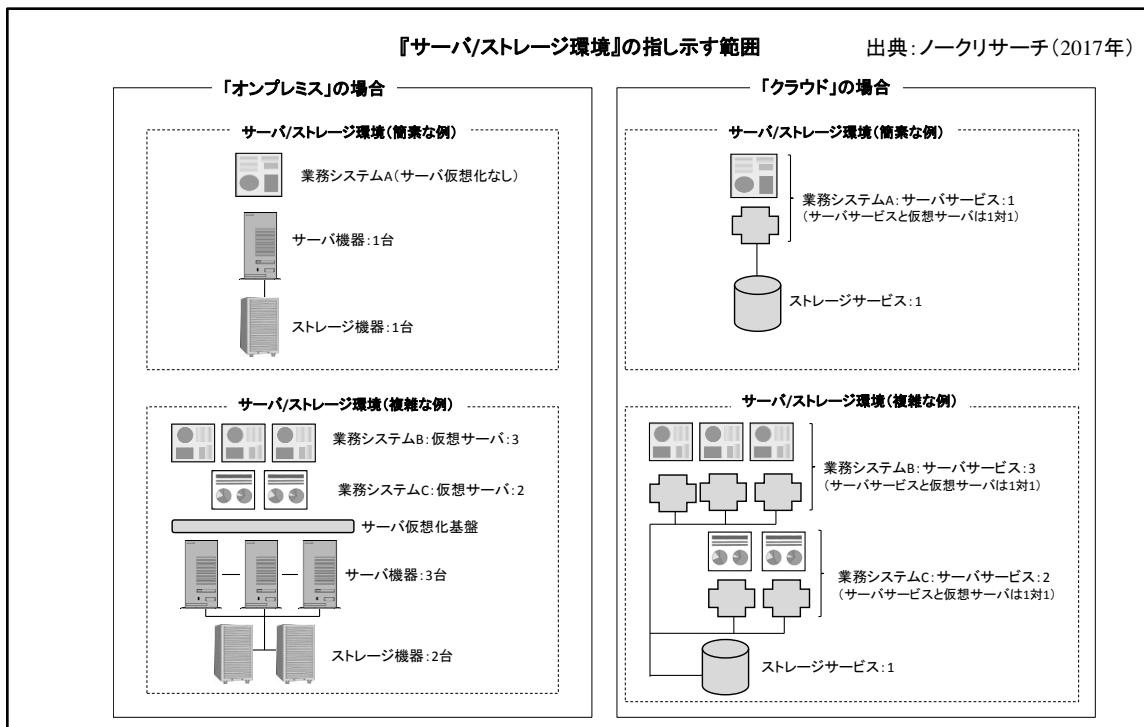 『サーバ/ストレージ環境』の指し示す範囲
出典：ノークリサーチ（2017年）
「オンプレミス」の場合
サーバ/ストレージ環境（簡素な例）
業務システムA（サーバ仮想化なし）
サーバ機器：1台
ストレージ機器：1台
サーバ/ストレージ環境（複雑な例）
業務システムB：仮想サーバ：3
業務システムC：仮想サーバ：2
サーバ仮想化基盤
サーバ機器：3台
ストレージ機器：2台
「クラウド」の場合
サーバ/ストレージ環境（簡素な例）
業務システムA：サーバサービス：1
（サーバサービスと仮想サーバは1対1）
ストレージサービス：1
サーバ/ストレージ環境（複雑な例）
業務システムB：サーバサービス：3
（サーバサービスと仮想サーバは1対1）
業務システムC：サーバサービス：2
（サーバサービスと仮想サーバは1対1）
ストレージサービス：1